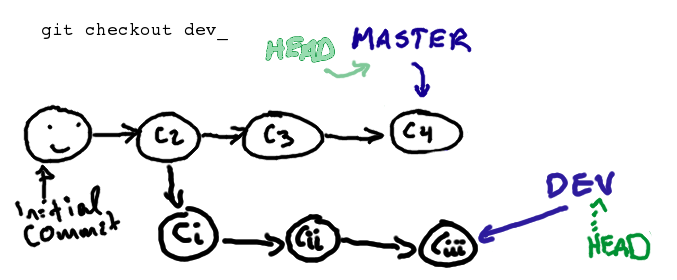 git checkout dev_
HEAD MASTER
C2 C3 C4
initial
commit
Ci Cii Ciii
DEV
HEAD